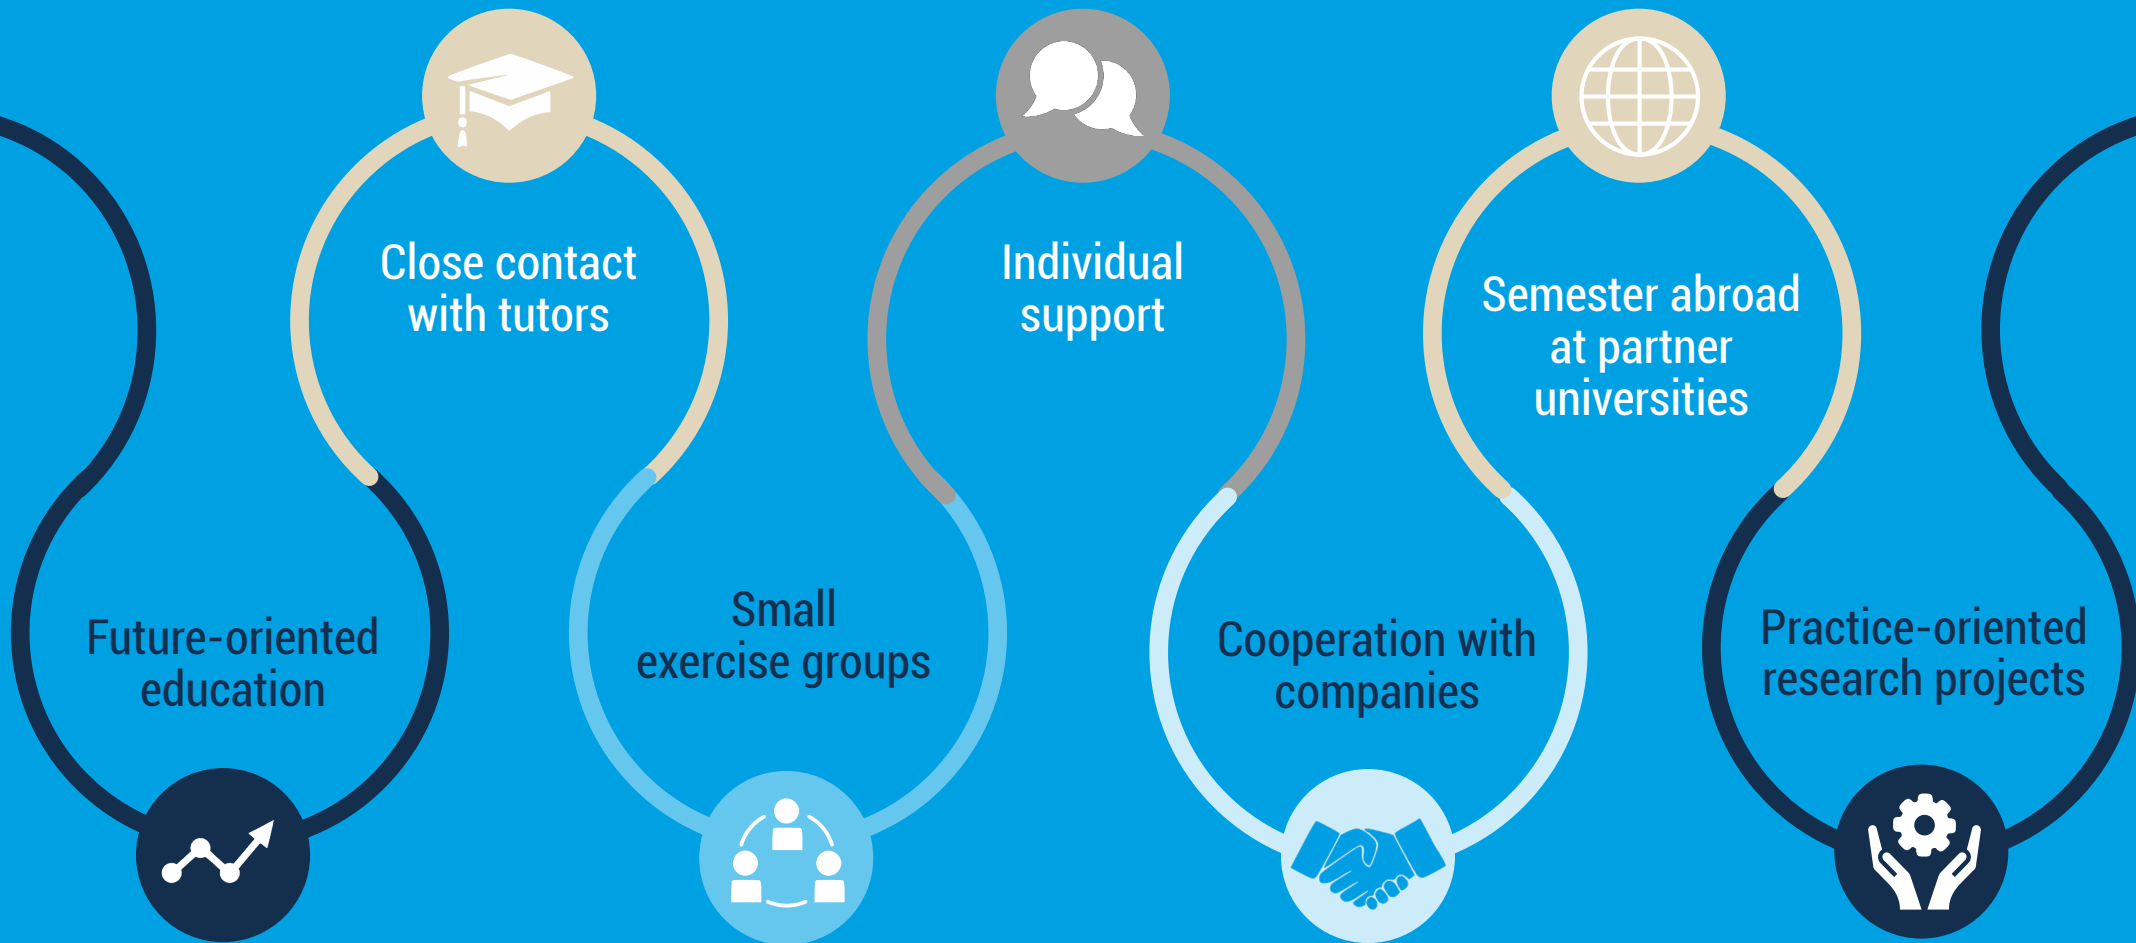 Future-oriented
education
Close contact
with tutors
Small
exercise groups
Individual
support
Cooperation with
companies
Semester abroad
at partner
universities
Practice-oriented
research projects